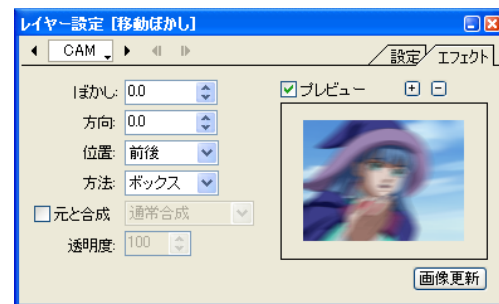 レイヤー設定 [移動ぼかし]
CAM
設定 エフェクト
ぼかし: 0.0
プレビュー
方向: 0.0
位置: 前後
方法: ボックス
元と合成 通常合成
透明度: 100
画像更新